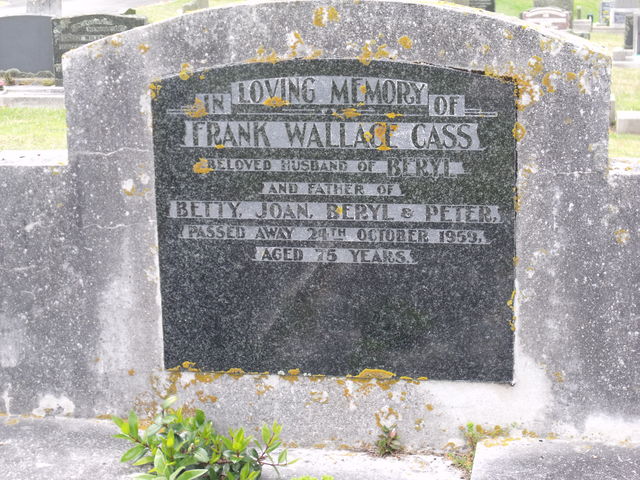 IN LOVING MEMORY OF
FRANK WALLACE CASS
BELOVED HUSBAND OF BERYL
AND FATHER OF
BETTY, JOAN, BERYL & PETER.
PASSED AWAY 24TH OCTOBER 1959.
AGED 75 YEARS.